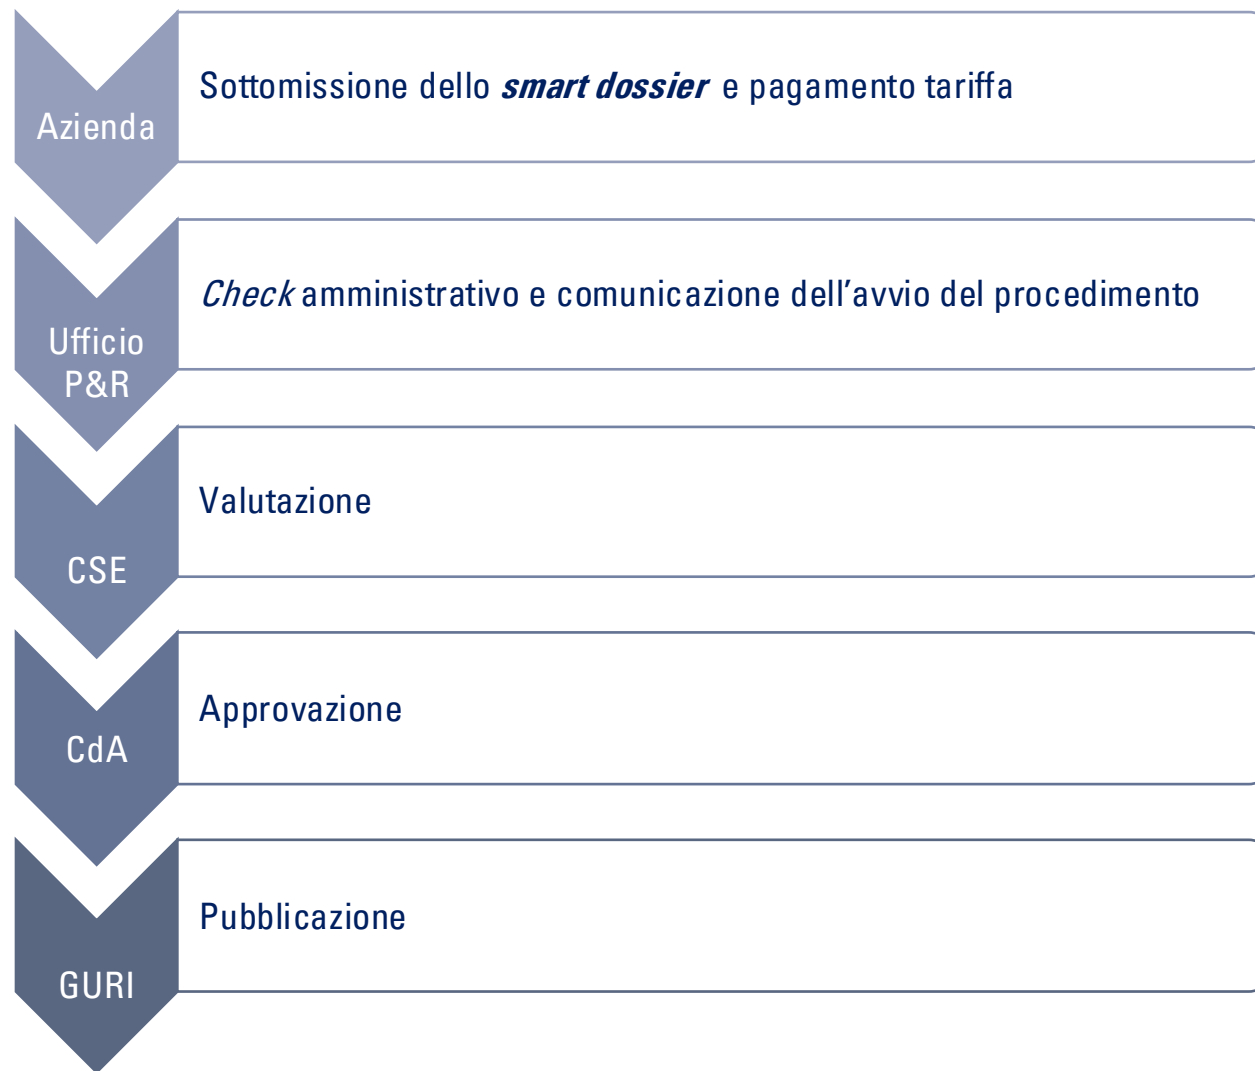 Azienda
Sottomissione dello smart dossier e pagamento tariffa
Ufficio
P&R
Check amministrativo e comunicazione dell’avvio del procedimento
CSE
Valutazione
CdA
Approvazione
GURI
Pubblicazione